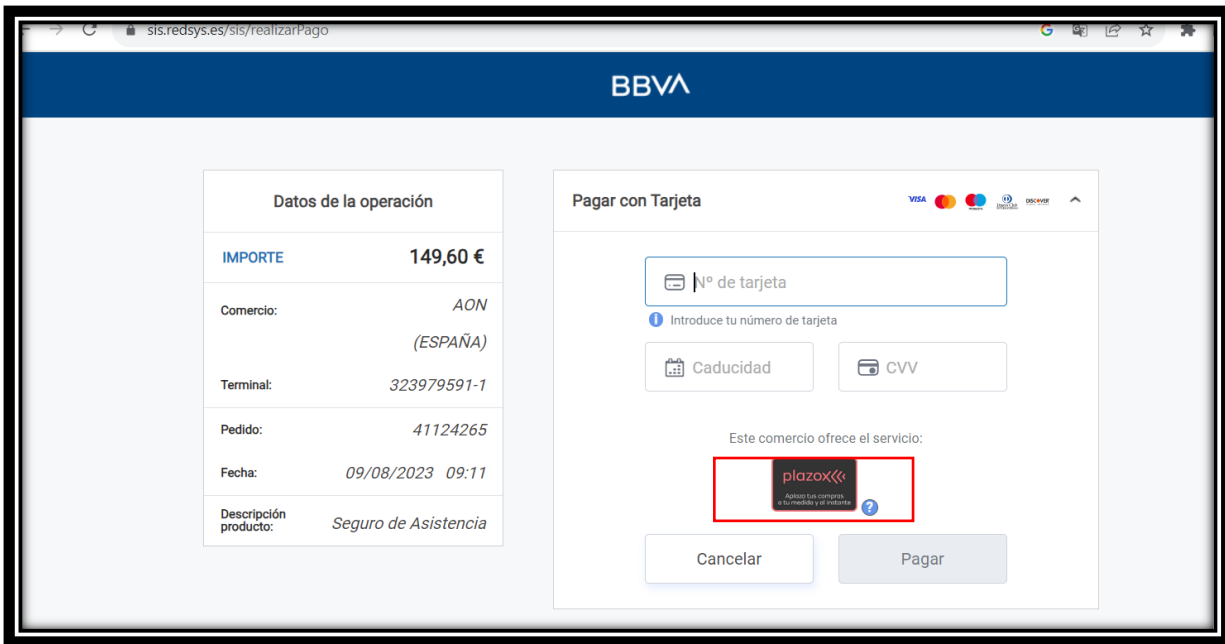 sis.redsys.es/sis/realizarPago
BBVA
Datos de la operación
IMPORTE 149,60 €
Comercio: AON
(ESPAÑA)
Terminal: 323979591-1
Pedido: 41124265
Fecha: 09/08/2023 09:11
Descripción
producto: Seguro de Asistencia
Pagar con Tarjeta VISA DISCOVER
Nº de tarjeta
Introduce tu número de tarjeta
Caducidad CVV
Este comercio ofrece el servicio:
plazox
Aplaza tus compras
a tu medida y al instante
Cancelar Pagar